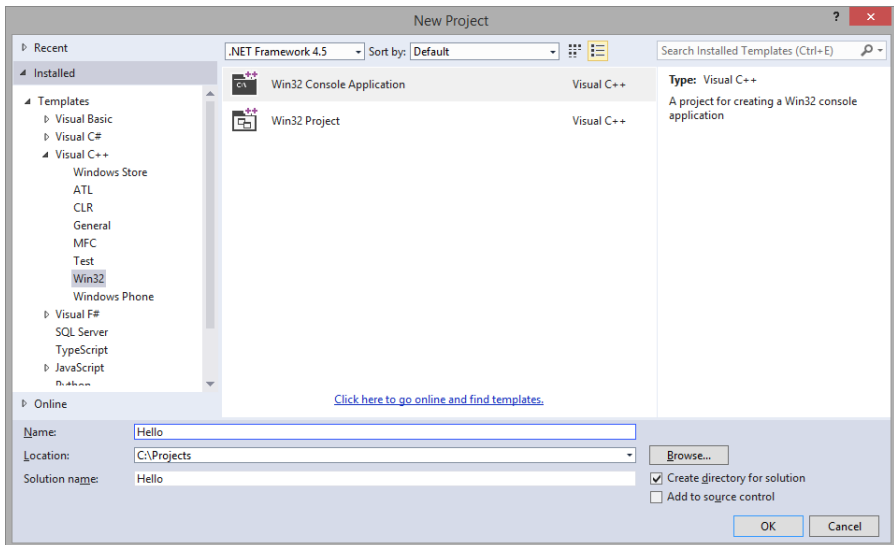 New Project
?
Recent
.NET Framework 4.5
Sort by: Default
Search Installed Templates (Ctrl+E)
Installed
Templates
Visual Basic
Visual C#
Visual C++
Windows Store
ATL
CLR
General
MFC
Test
Win32
Windows Phone
Visual F#
SQL Server
TypeScript
JavaScript
Python
Online
Win32 Console Application Visual C++
Win32 Project Visual C++
Click here to go online and find templates.
Type: Visual C++
A project for creating a Win32 console
application
Name: Hello
Location: C:\Projects
Browse...
Solution name: Hello
Create directory for solution
Add to source control
OK Cancel